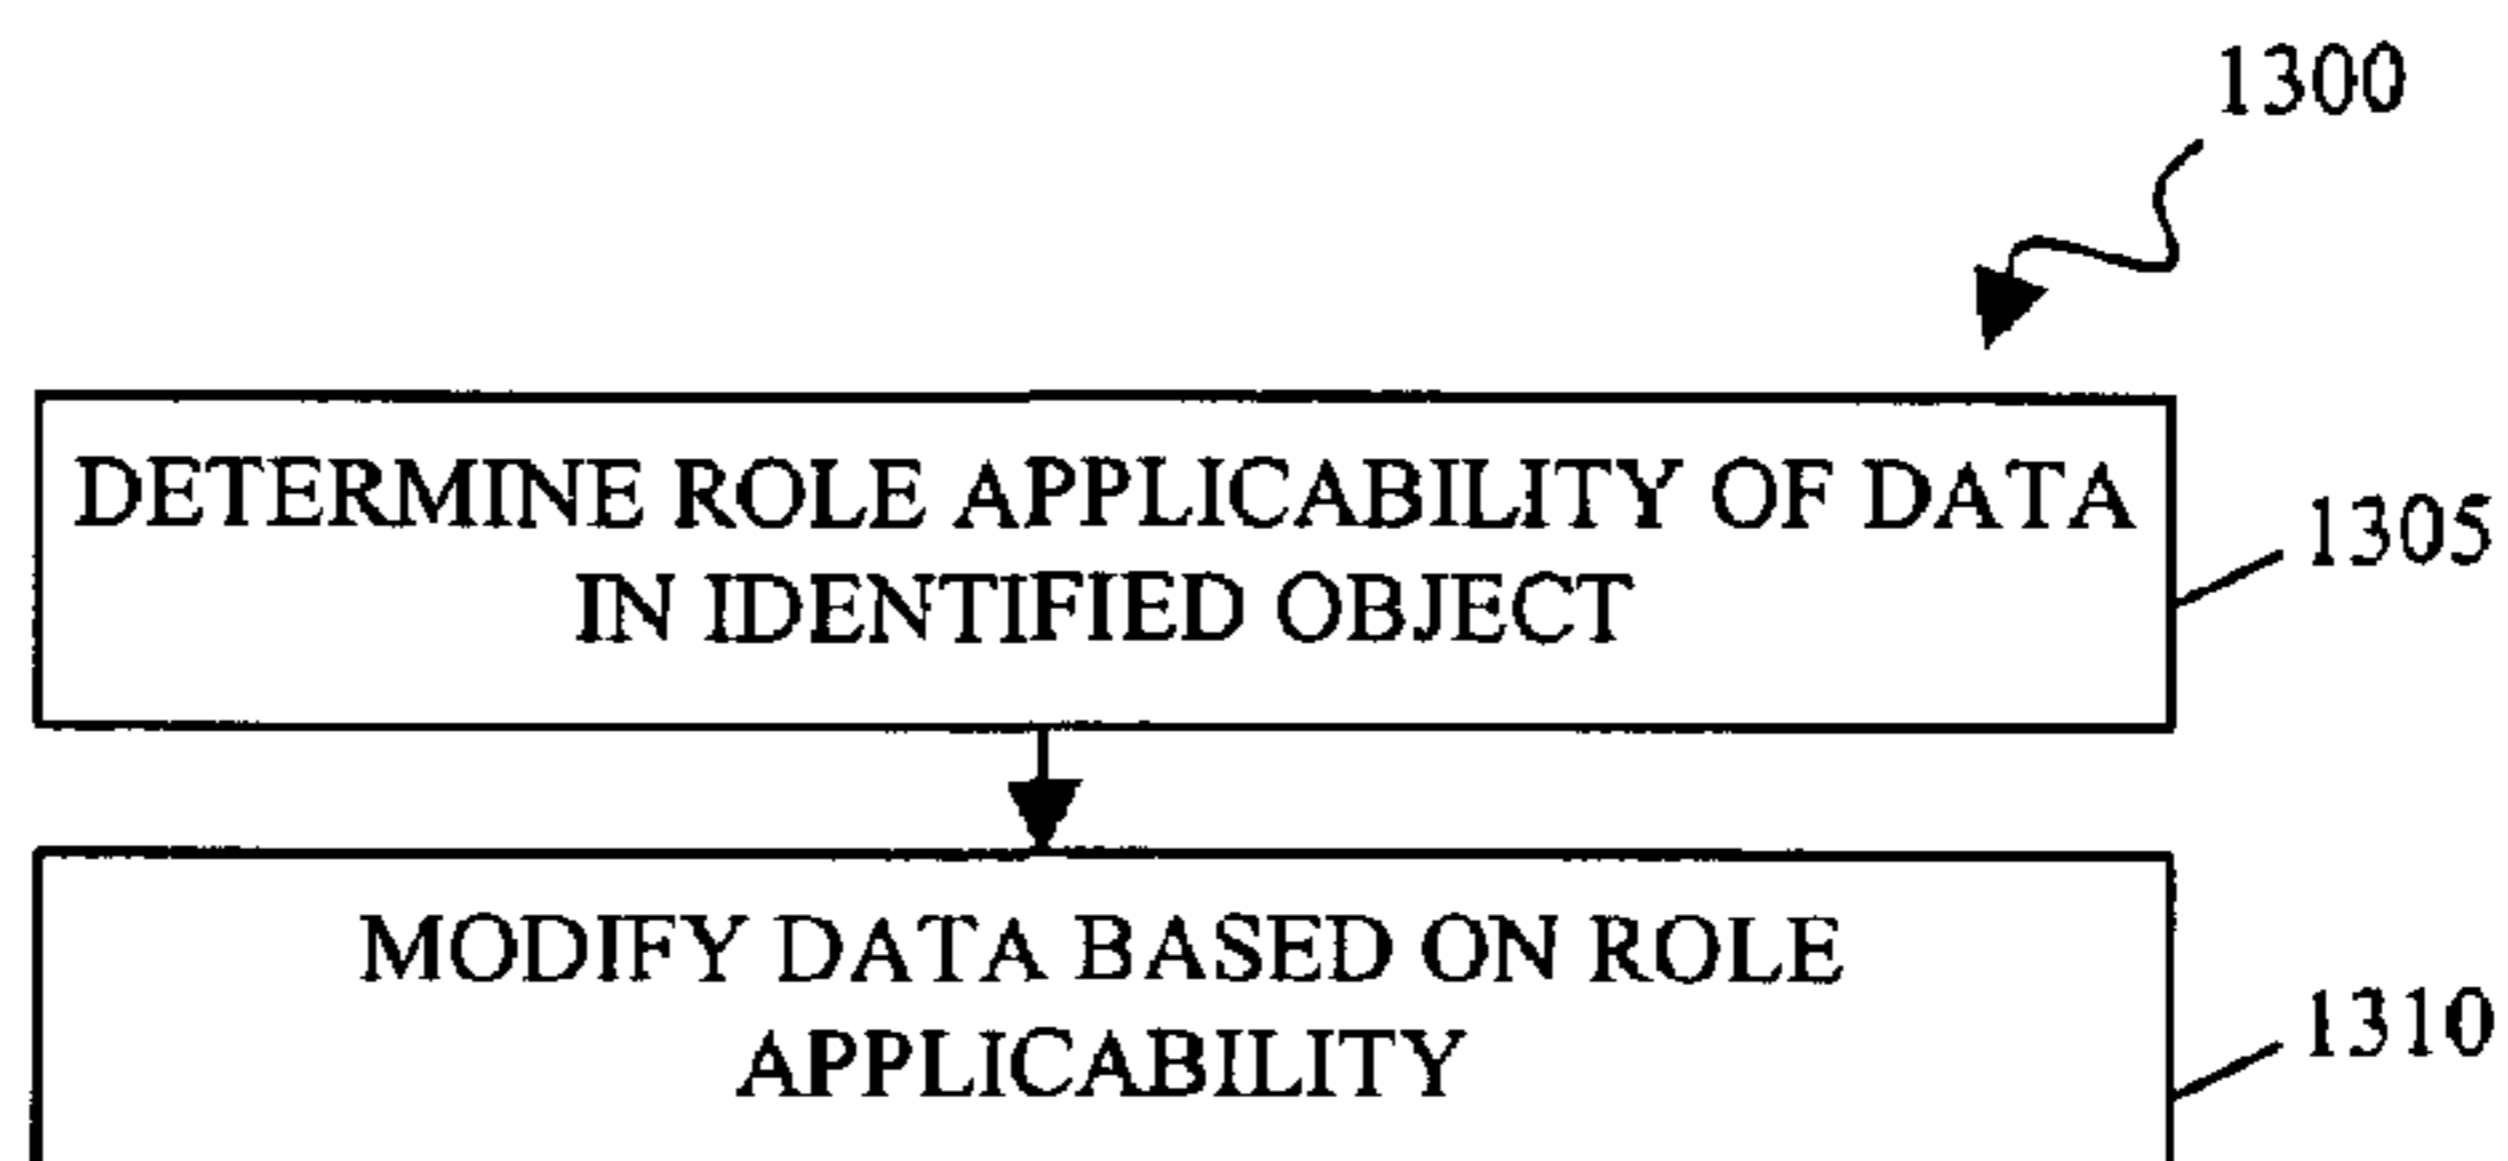 1300
DETERMINE ROLE APPLICABILITY OF DATA
IN IDENTIFIED OBJECT
1305
MODIFY DATA BASED ON ROLE
APPLICABILITY
1310